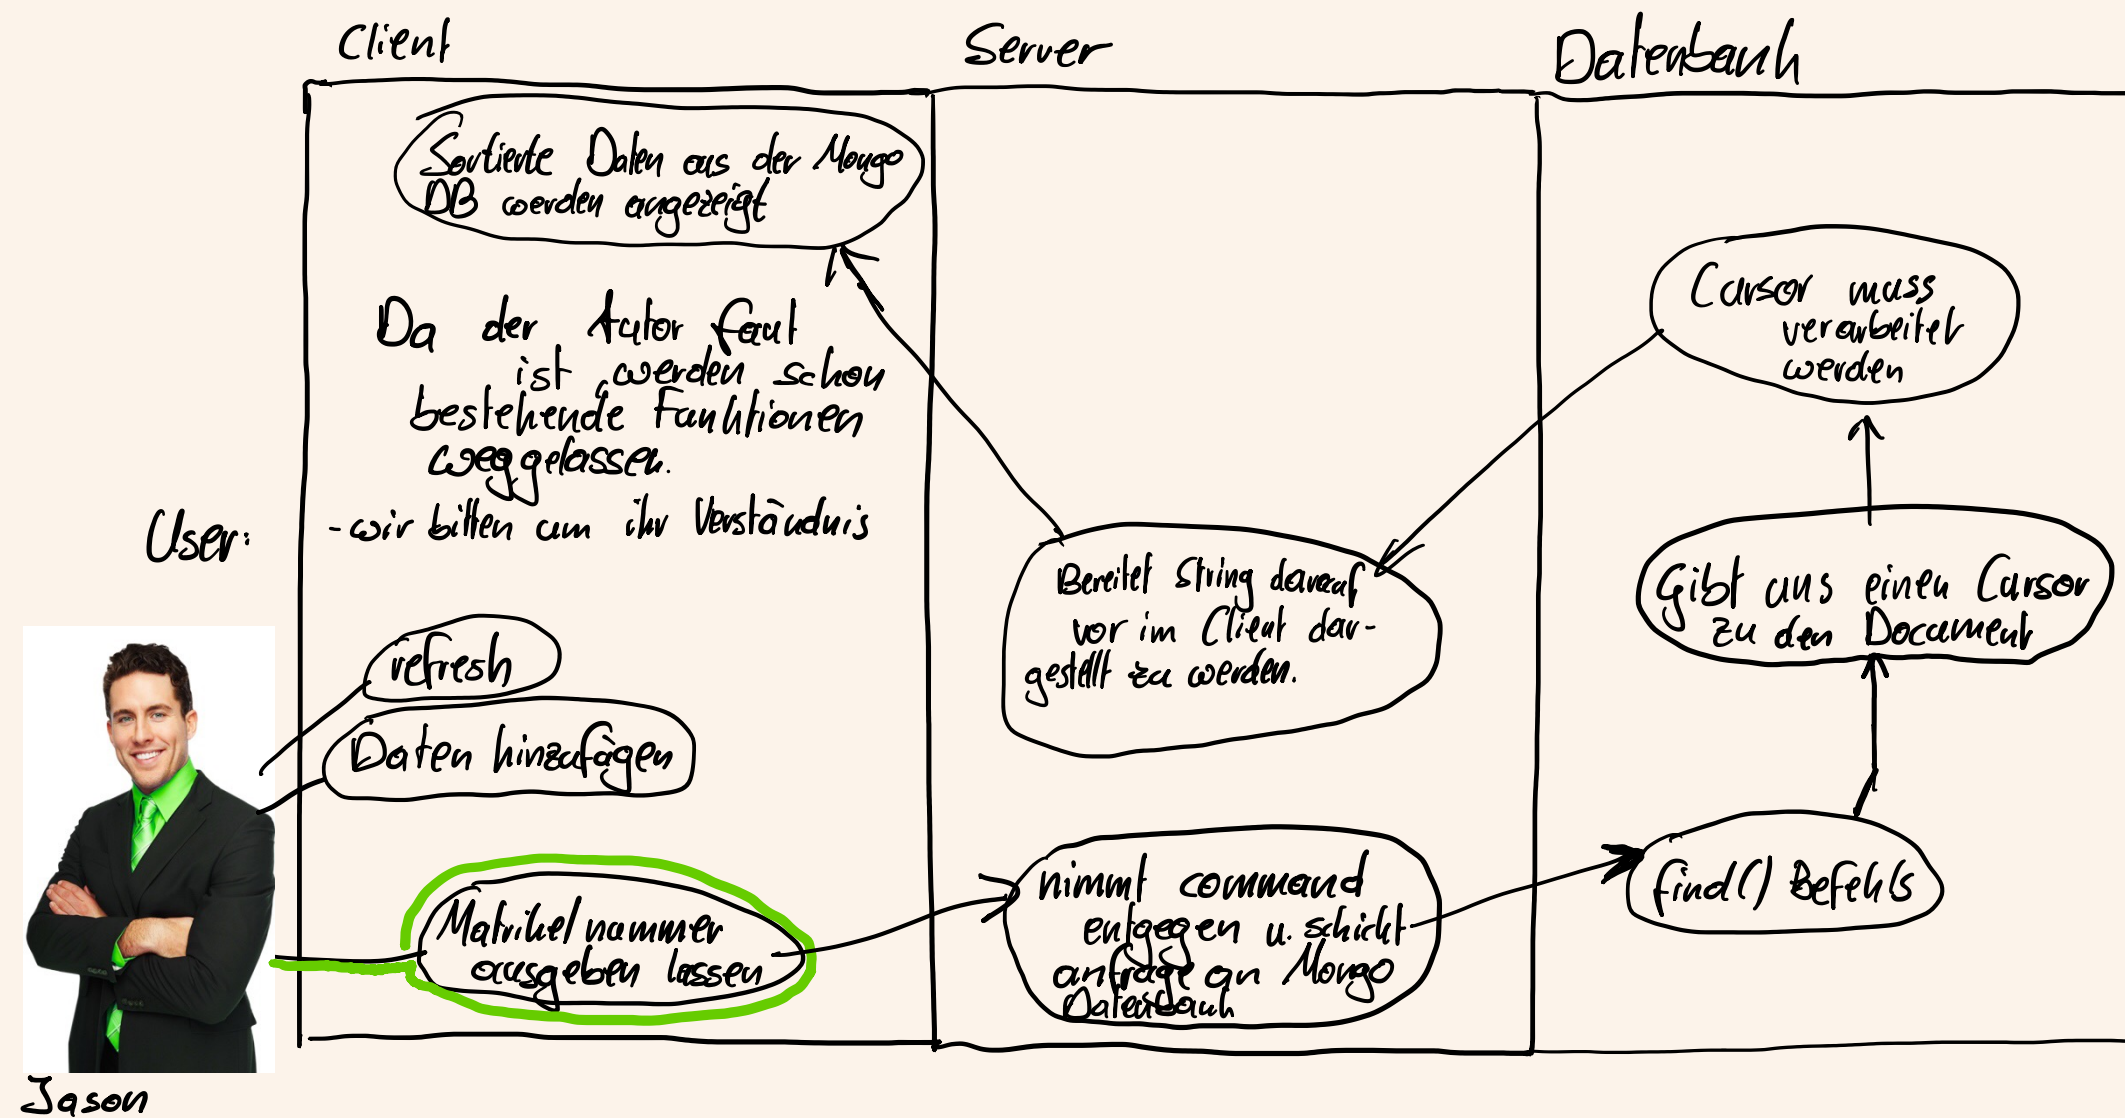 Client
Server
Datenbank
Sortierte Daten aus der Mongo
DB werden angezeigt
Da der Autor faul
ist, werden schon
bestehende Funktionen
weggelassen.
- wir bitten um ihr Verständnis
User:
refresh
Daten hinzufügen
Matrikelnummer
ausgeben lassen
Jason
Bereitet String darauf
vor im Client dar-
gestellt zu werden.
nimmt command
entgegen u. schickt
anfrage an Mongo
Datenbank
Cursor muss
verarbeitet
werden
Gibt uns einen Cursor
zu den Document
find() Befehls